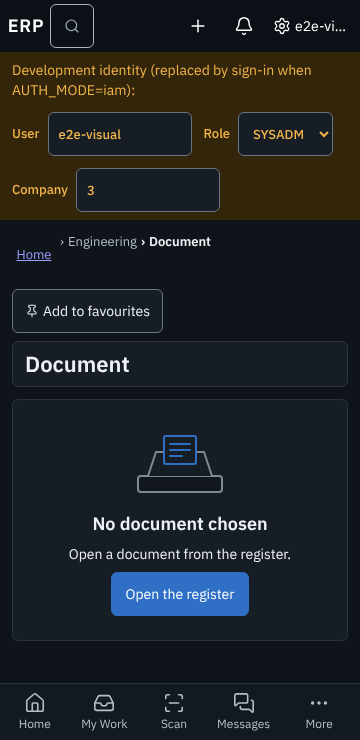 ERP
e2e-vi...
Development identity (replaced by sign-in when
AUTH_MODE=iam):
User e2e-visual Role SYSADM
Company 3
Home › Engineering › Document
Add to favourites
Document
No document chosen
Open a document from the register.
Open the register
Home My Work Scan Messages More